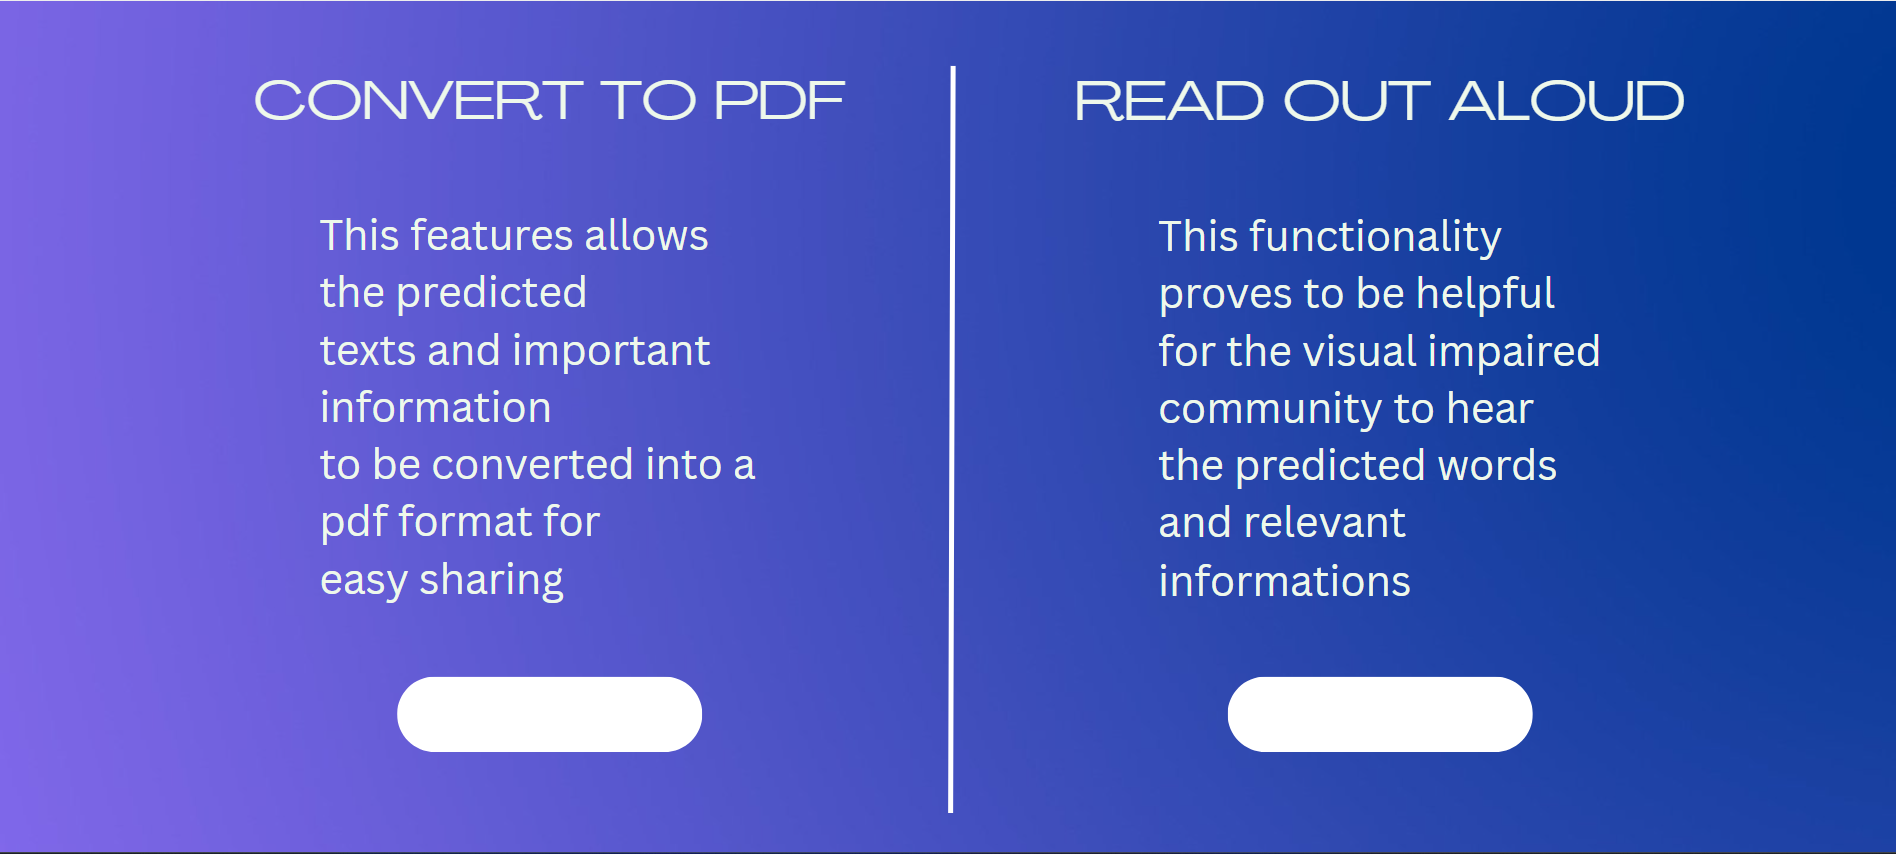 CONVERT TO PDF
This features allows
the predicted
texts and important
information
to be converted into a
pdf format for
easy sharing
READ OUT ALOUD
This functionality
proves to be helpful
for the visual impaired
community to hear
the predicted words
and relevant
informations